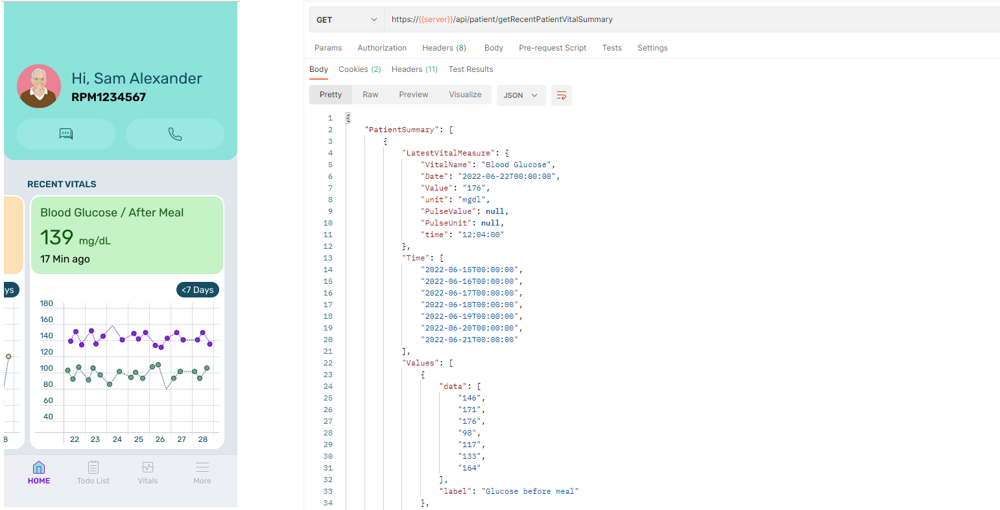 Hi, Sam Alexander
RPM1234567
RECENT VITALS
Blood Glucose / After Meal
139 mg/dL
17 Min ago
ys
<7 Days
180
160
140
120
100
80
60
40
8
22 23 24 25 26 27 28
HOME Todo List Vitals More
GET https://{{server}}/api/patient/getRecentPatientVitalSummary
Params Authorization Headers (8) Body Pre-request Script Tests Settings
Body Cookies (2) Headers (11) Test Results
Pretty Raw Preview Visualize JSON
1 {
2 "PatientSummary": [
3 {
4 "LatestVitalMeasure": {
5 "VitalName": "Blood Glucose",
6 "Date": "2022-06-22T00:00:00",
7 "Value": "176",
8 "unit": "mgdl",
9 "PulseValue": null,
10 "PulseUnit": null,
11 "time": "12:04:00"
12 },
13 "Time": [
14 "2022-06-15T00:00:00",
15 "2022-06-16T00:00:00",
16 "2022-06-17T00:00:00",
17 "2022-06-18T00:00:00",
18 "2022-06-19T00:00:00",
19 "2022-06-20T00:00:00",
20 "2022-06-21T00:00:00"
21 ],
22 "Values": [
23 {
24 "data": [
25 "146",
26 "171",
27 "176",
28 "98",
29 "117",
30 "133",
31 "164"
32 ],
33 "label": "Glucose before meal"
34 },